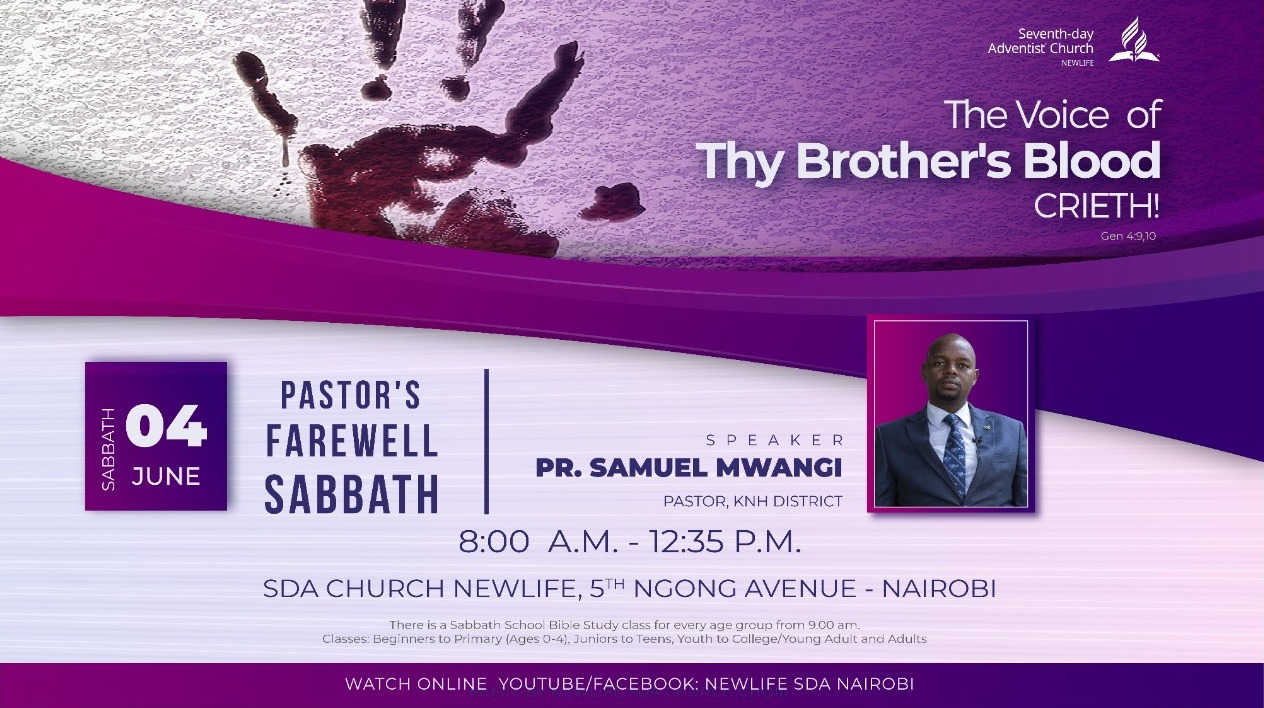 Seventh-day
Adventist Church
NEWLIFE
The Voice of
Thy Brother's Blood
CRIETH!
Gen 4:9,10
SABBATH
04
JUNE
PASTOR'S
FAREWELL
SABBATH
SPEAKER
PR. SAMUEL MWANGI
PASTOR, KNH DISTRICT
8:00 A.M. - 12:35 P.M.
SDA CHURCH NEWLIFE, 5TH NGONG AVENUE - NAIROBI
There is a Sabbath School Bible Study class for every age group from 9.00 am.
Classes: Beginners to Primary (Ages 0-4), Juniors to Teens, Youth to College/Young Adult and Adults
WATCH ONLINE YOUTUBE/FACEBOOK: NEWLIFE SDA NAIROBI